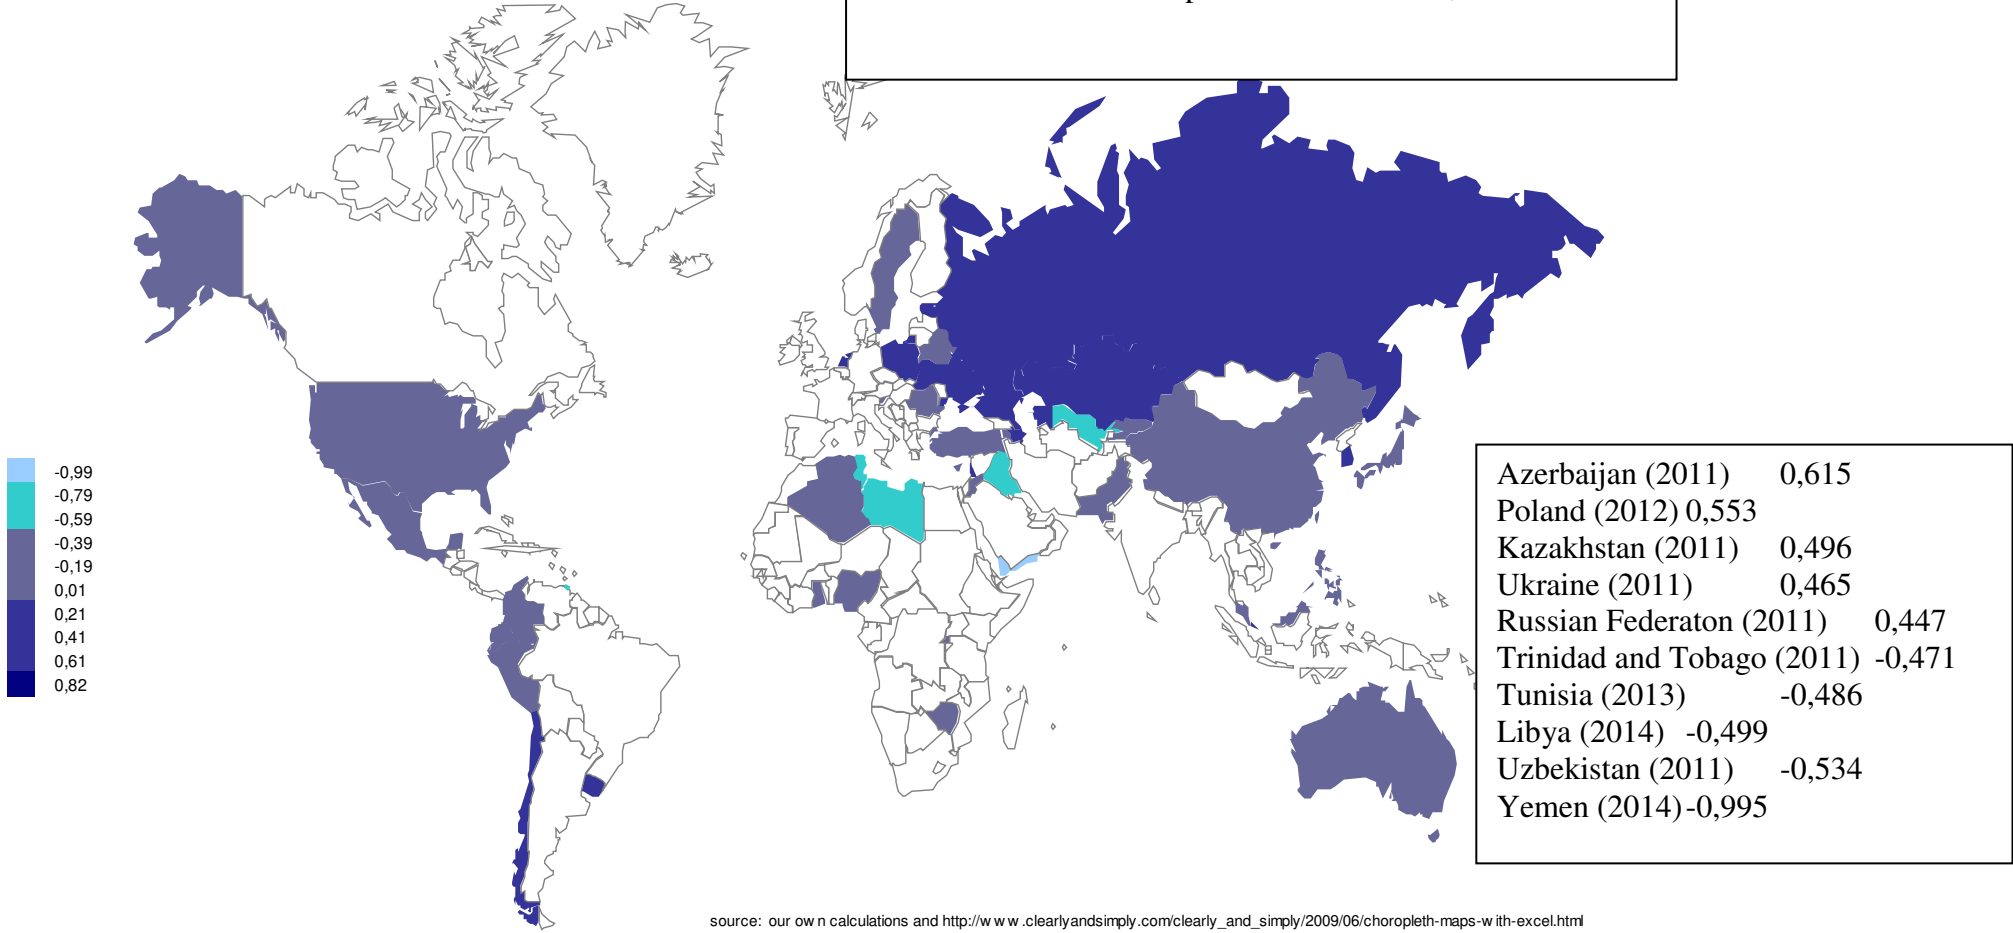 -0,99
-0,79
-0,59
-0,39
-0,19
0,01
0,21
0,41
0,61
0,82
Azerbaijan (2011) 0,615
Poland (2012) 0,553
Kazakhstan (2011) 0,496
Ukraine (2011) 0,465
Russian Federaton (2011) 0,447
Trinidad and Tobago (2011) -0,471
Tunisia (2013) -0,486
Libya (2014) -0,499
Uzbekistan (2011) -0,534
Yemen (2014) -0,995
source: our own calculations and http://www.clearlyandsimply.com/clearly_and_simply/2009/06/choropleth-maps-with-excel.html